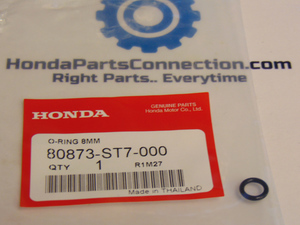 HondaPartsConnection.com
Right Parts.. Everytime
HONDA
GENUINE PARTS
Honda Motor Co., Ltd.
O-RING 8MM
80873-ST7-000
QTY 1 R1M27
Made in THAILAND